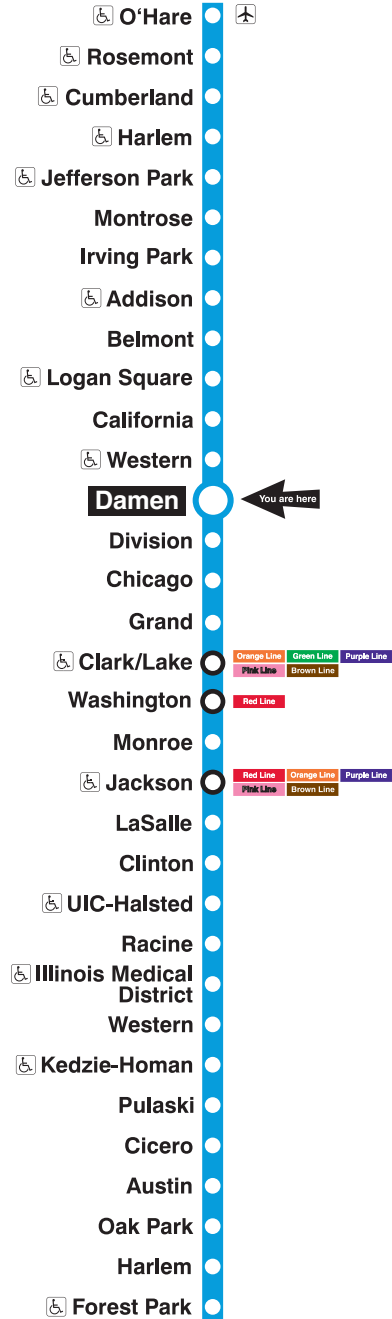 O'Hare
Rosemont
Cumberland
Harlem
Jefferson Park
Montrose
Irving Park
Addison
Belmont
Logan Square
California
Western
Damen
You are here
Division
Chicago
Grand
Clark/Lake
Orange Line Green Line Purple Line
Pink Line Brown Line
Washington
Red Line
Monroe
Jackson
Red Line Orange Line Purple Line
Pink Line Brown Line
LaSalle
Clinton
UIC-Halsted
Racine
Illinois Medical
District
Western
Kedzie-Homan
Pulaski
Cicero
Austin
Oak Park
Harlem
Forest Park